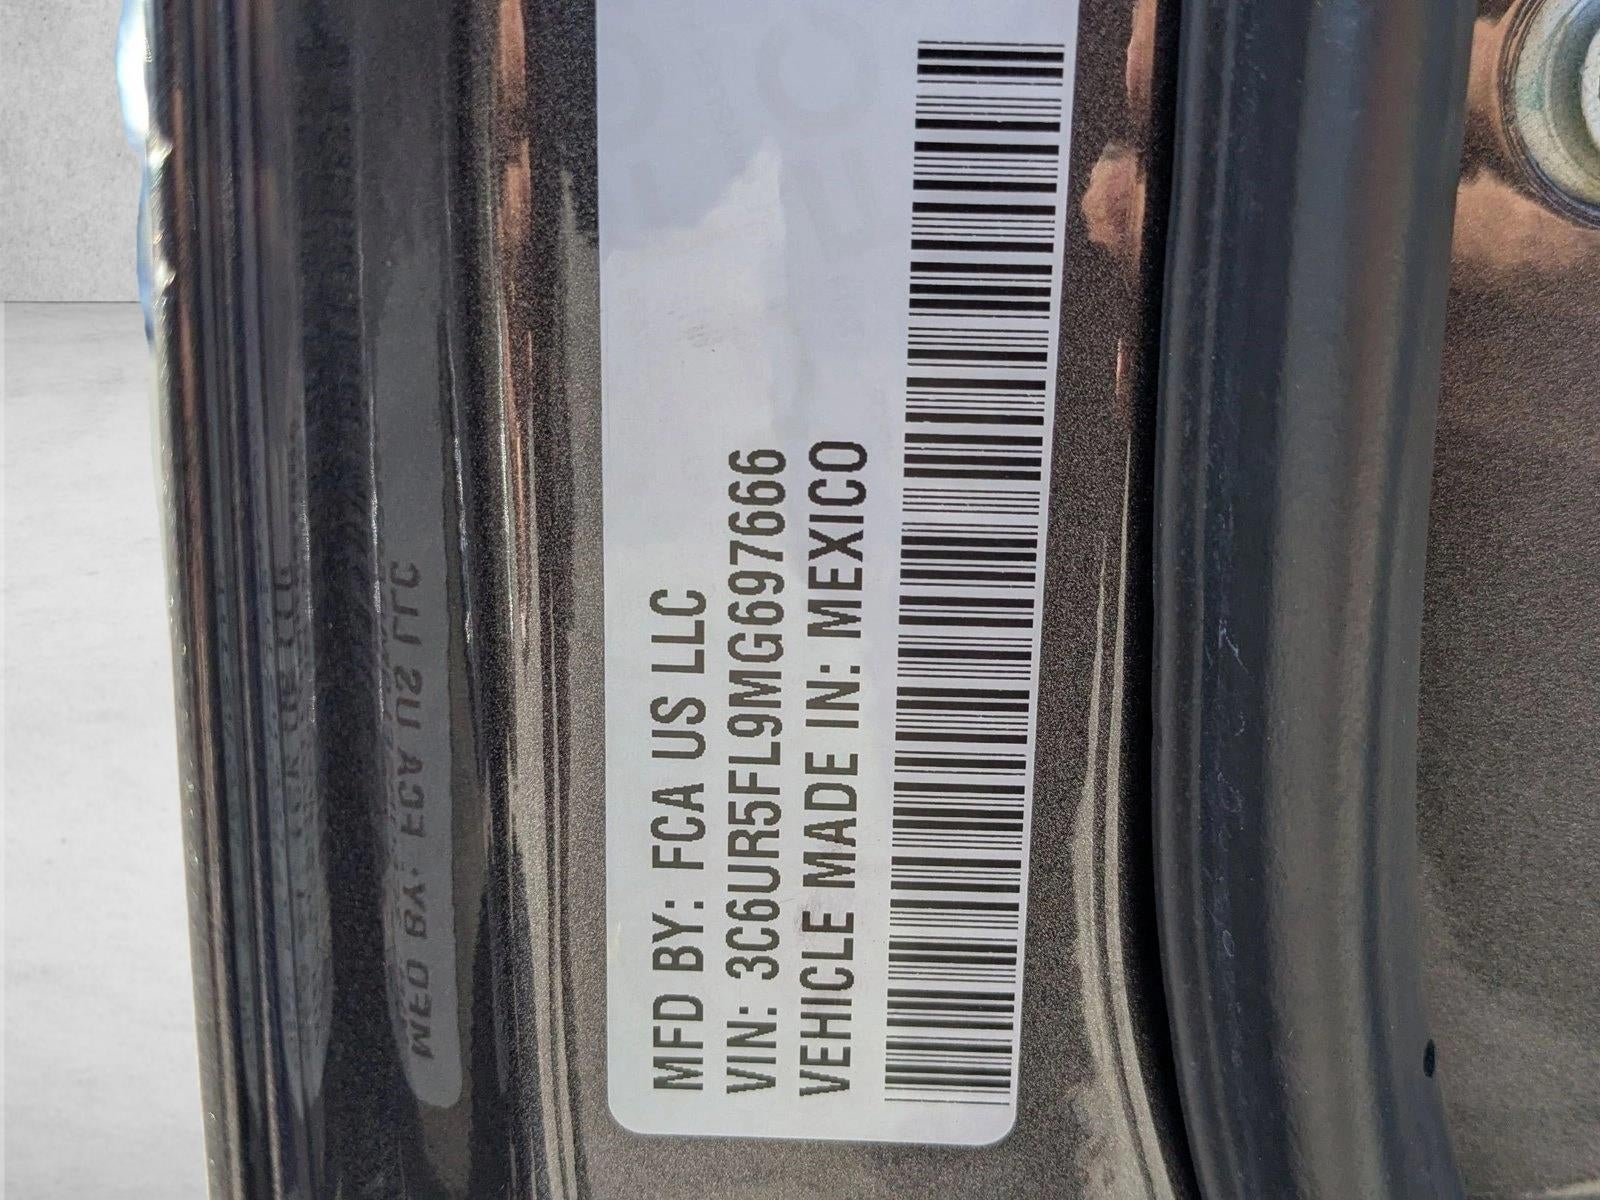 MFD BY: FCA US LLC
VIN: 3C6UR5FL9MG697666
VEHICLE MADE IN: MEXICO